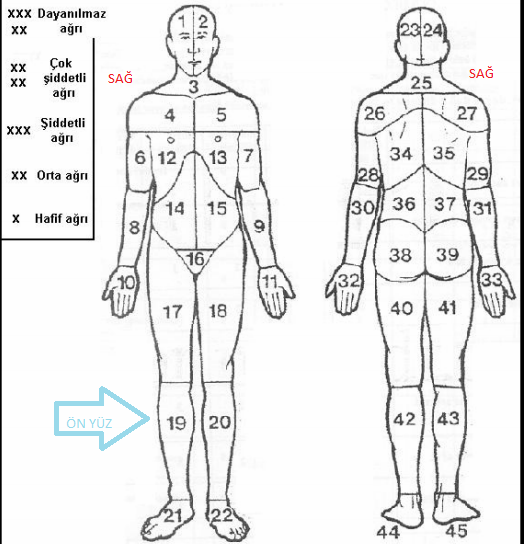 XXX Dayanılmaz
XX ağrı
XX Çok
XX şiddetli
ağrı
XXX Şiddetli
ağrı
XX Orta ağrı
X Hafif ağrı
SAĞ
SAĞ
ÖN YÜZ
1 2
3
4 5
6 12 13 7
14 15
8 9
16
10 11
17 18
19 20
21 22
23 24
25
26 27
34 35
28 29
30 36 37 31
38 39
32 33
40 41
42 43
44 45